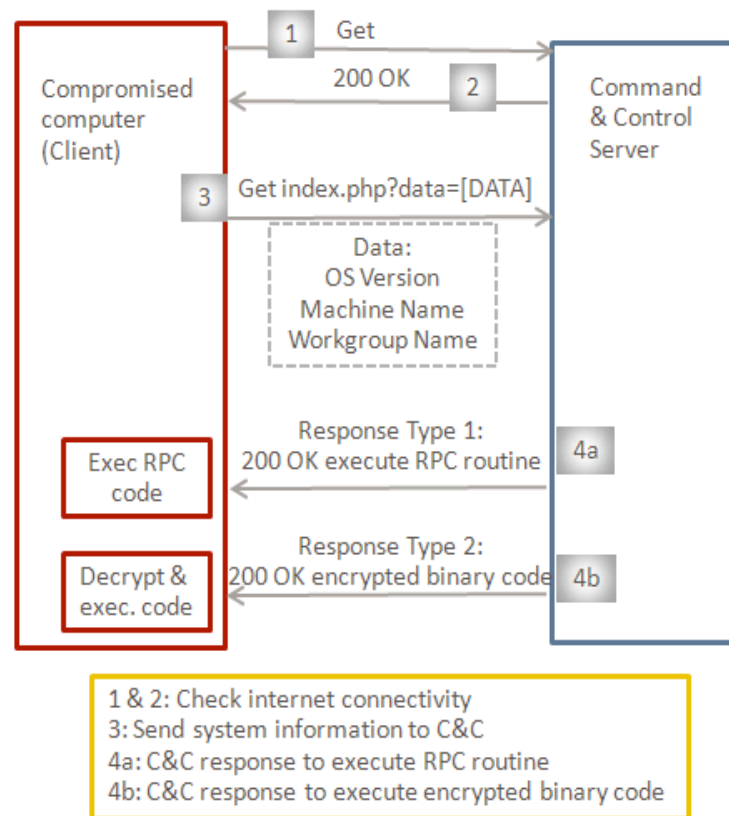 1
Get
200 OK
2
Compromised
computer
(Client)
Command
& Control
Server
3
Get index.php?data=[DATA]
Data:
OS Version
Machine Name
Workgroup Name
Response Type 1:
200 OK execute RPC routine
4a
Exec RPC
code
Response Type 2:
200 OK encrypted binary code
4b
Decrypt &
exec. code
1 & 2: Check internet connectivity
3: Send system information to C&C
4a: C&C response to execute RPC routine
4b: C&C response to execute encrypted binary code